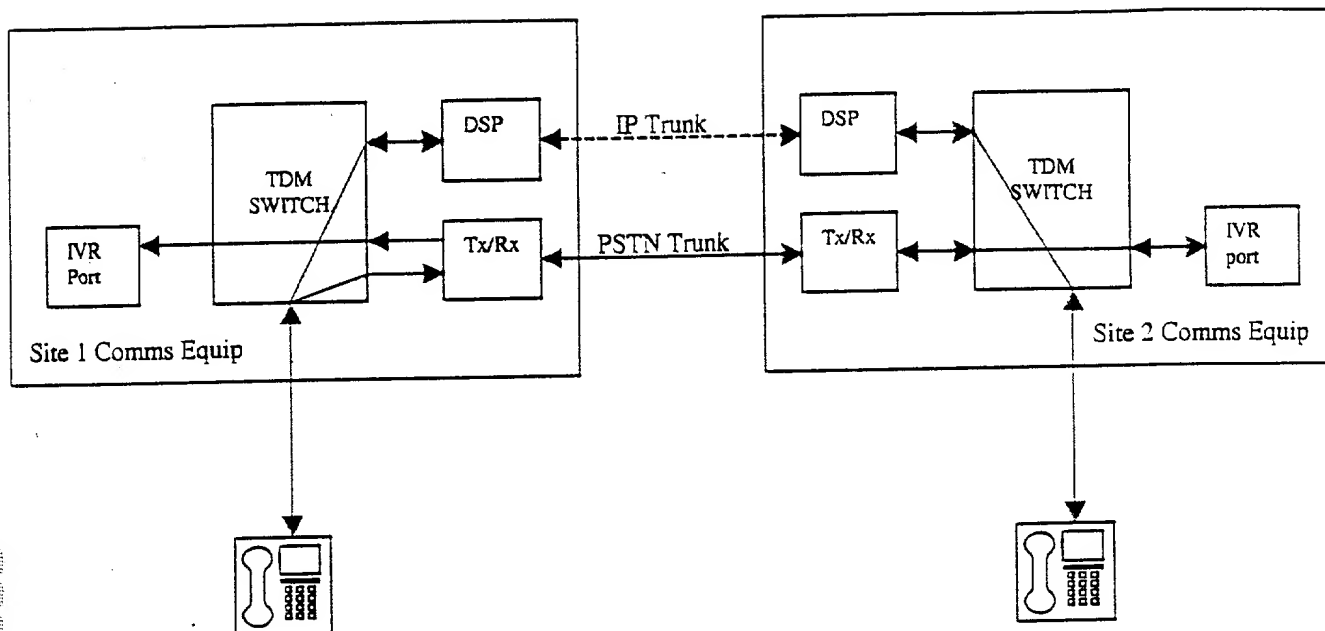 DSP
IP Trunk
DSP
TDM
SWITCH
TDM
SWITCH
IVR
Port
Tx/Rx
PSTN Trunk
Tx/Rx
IVR
port
Site 1 Comms Equip
Site 2 Comms Equip